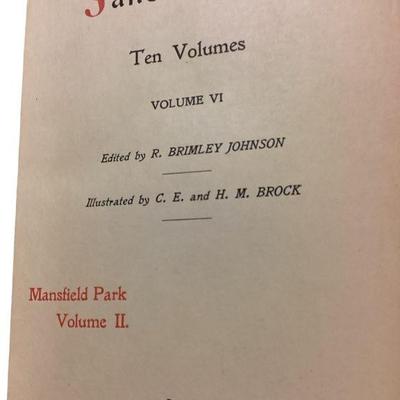 Ten Volumes
VOLUME VI
Edited by R. BRIMLEY JOHNSON
Illustrated by C. E. and H. M. BROCK
Mansfield Park
Volume II.